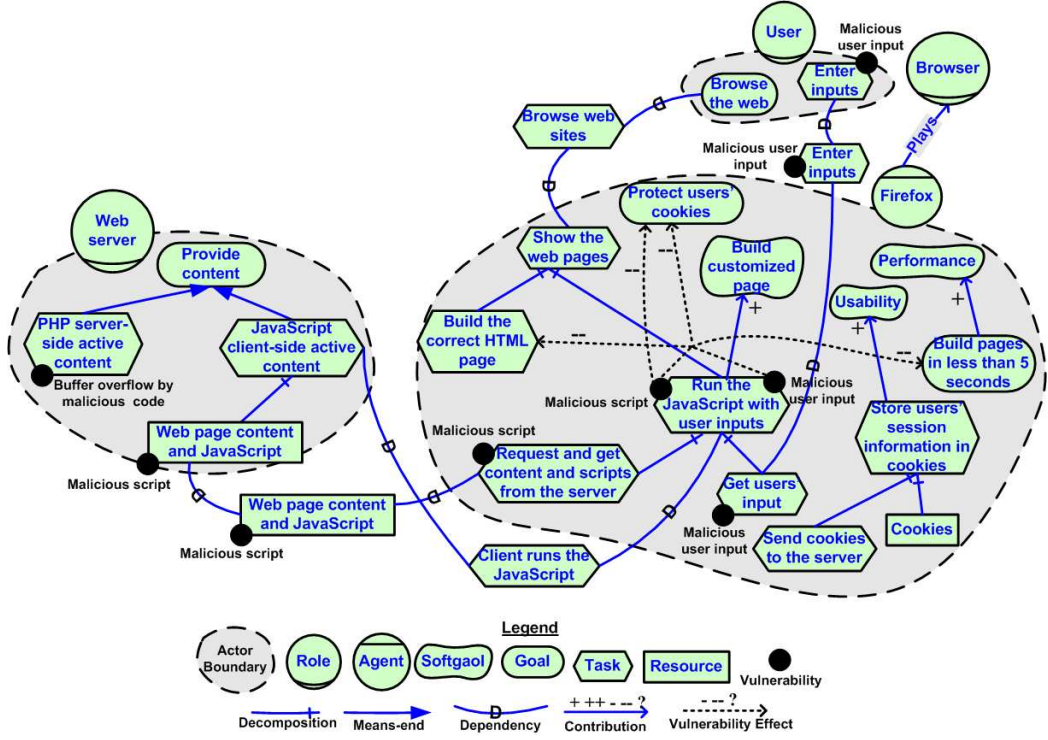 User
Malicious
user input
Browser
Enter
inputs
Browse
the web
D
Browse web
sites
D
Plays
Malicious user
input
Enter
inputs
D
Protect users'
cookies
Firefox
Web
server
Provide
content
Show the
web pages
--
--
Build
customized
page
+
Performance
+
Usability
+
PHP server-
side active
content
JavaScript
client-side active
content
Build the
correct HTML
page
--
--
Build pages
in less than 5
seconds
Buffer overflow by
malicious code
D
Malicious script
Run the
JavaScript with
user inputs
Malicious
user input
Store users'
session
information in
cookies
Web page content
and JavaScript
Malicious script
D
Malicious script
Request and get
content and scripts
from the server
D
D
Web page content
and JavaScript
Malicious script
Get users
input
Malicious
user input
D
Send cookies
to the server
Cookies
Client runs the
JavaScript
Legend
Actor
Boundary
Role
Agent
Softgaol
Goal
Task
Resource
Vulnerability
Decomposition
Means-end
D
Dependency
+ ++ - -- ?
Contribution
- -- ?
Vulnerability Effect